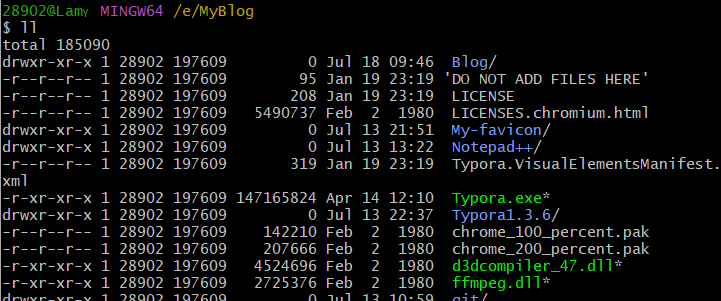 28902@Lamy MINGW64 /e/MyBlog
$ ll
total 185090
drwxr-xr-x 1 28902 197609         0 Jul 18 09:46  Blog/
-r--r--r-- 1 28902 197609        95 Jan 19 23:19 'DO NOT ADD FILES HERE'
-r--r--r-- 1 28902 197609       208 Jan 19 23:19  LICENSE
-r--r--r-- 1 28902 197609   5490737 Feb  2  1980  LICENSES.chromium.html
drwxr-xr-x 1 28902 197609         0 Jul 13 21:51  My-favicon/
drwxr-xr-x 1 28902 197609         0 Jul 13 13:22  Notepad++/
-r--r--r-- 1 28902 197609       319 Jan 19 23:19  Typora.VisualElementsManifest.
xml
-r-xr-xr-x 1 28902 197609 147165824 Apr 14 12:10  Typora.exe*
drwxr-xr-x 1 28902 197609         0 Jul 13 22:37  Typora1.3.6/
-r--r--r-- 1 28902 197609    142210 Feb  2  1980  chrome_100_percent.pak
-r--r--r-- 1 28902 197609    207666 Feb  2  1980  chrome_200_percent.pak
-r-xr-xr-x 1 28902 197609   4524696 Feb  2  1980  d3dcompiler_47.dll*
-r-xr-xr-x 1 28902 197609   2725376 Feb  2  1980  ffmpeg.dll*
drwxr-xr-x 1 28902 197609         0 Jul 13 10:59  git/